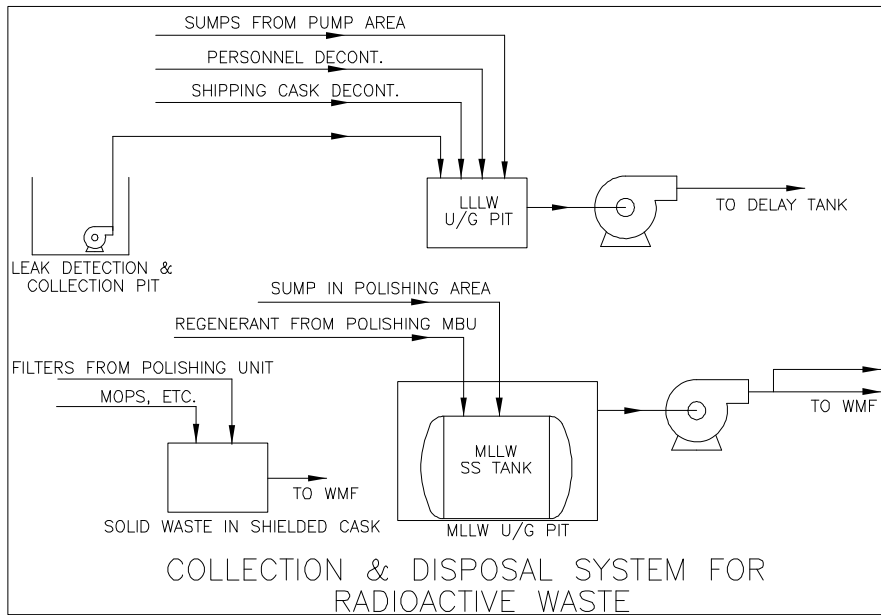 SUMPS FROM PUMP AREA
PERSONNEL DECONT.
SHIPPING CASK DECONT.
LLLW
U/G PIT
TO DELAY TANK
LEAK DETECTION &
COLLECTION PIT
SUMP IN POLISHING AREA
REGENERANT FROM POLISHING MBU
FILTERS FROM POLISHING UNIT
MOPS, ETC.
TO WMF
MLLW
SS TANK
TO WMF
SOLID WASTE IN SHIELDED CASK
MLLW U/G PIT
COLLECTION & DISPOSAL SYSTEM FOR
RADIOACTIVE WASTE